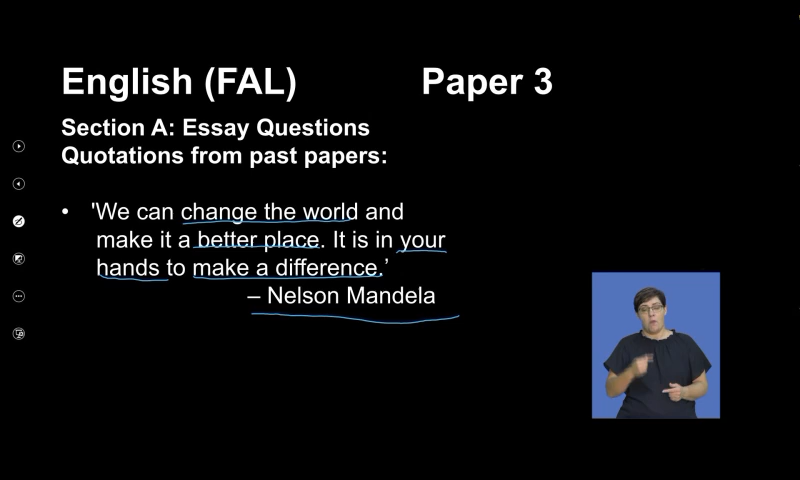 English (FAL) Paper 3
Section A: Essay Questions
Quotations from past papers:
• 'We can change the world and
make it a better place. It is in your
hands to make a difference.’
– Nelson Mandela